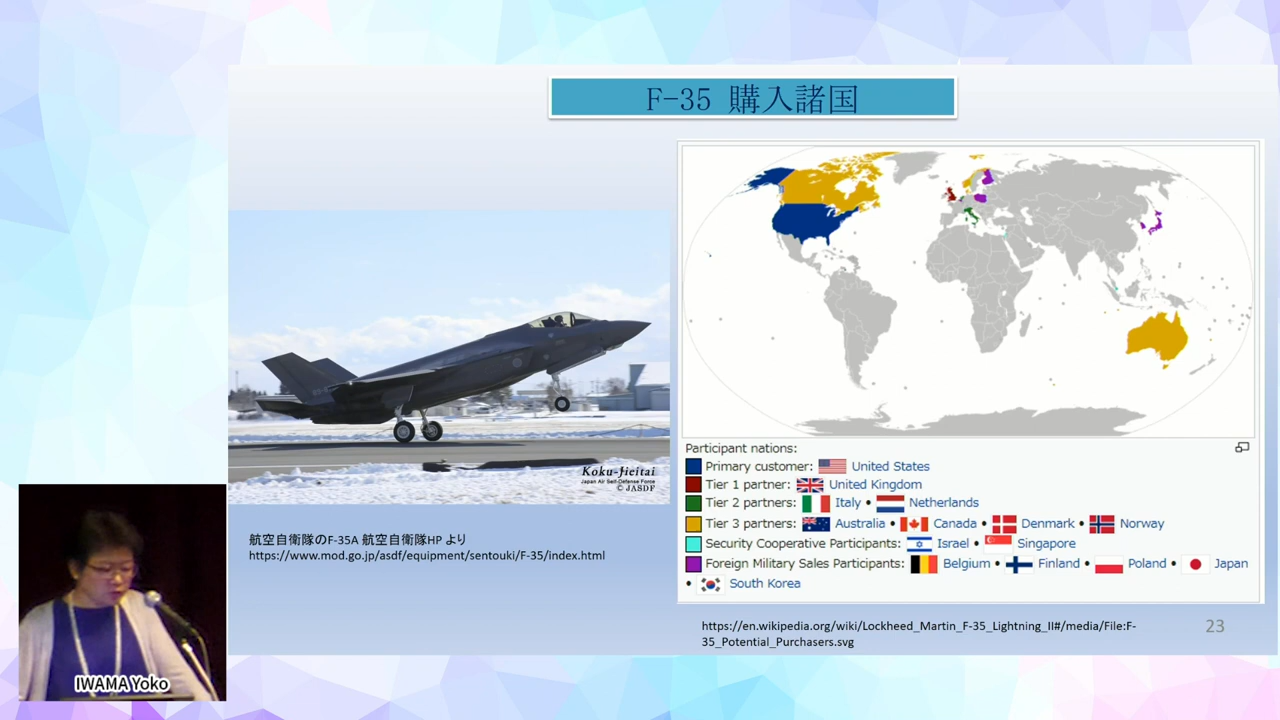 F-35 購入諸国
Koku-Jieitai
Japan Air Self-Defense Force
© JASDF
航空自衛隊のF-35A 航空自衛隊HP より
https://www.mod.go.jp/asdf/equipment/sentouki/F-35/index.html
Participant nations:
Primary customer: United States
Tier 1 partner: United Kingdom
Tier 2 partners: Italy • Netherlands
Tier 3 partners: Australia • Canada • Denmark • Norway
Security Cooperative Participants: Israel • Singapore
Foreign Military Sales Participants: Belgium • Finland • Poland • Japan
• South Korea
https://en.wikipedia.org/wiki/Lockheed_Martin_F-35_Lightning_II#/media/File:F-
35_Potential_Purchasers.svg
23
IWAMA Yoko